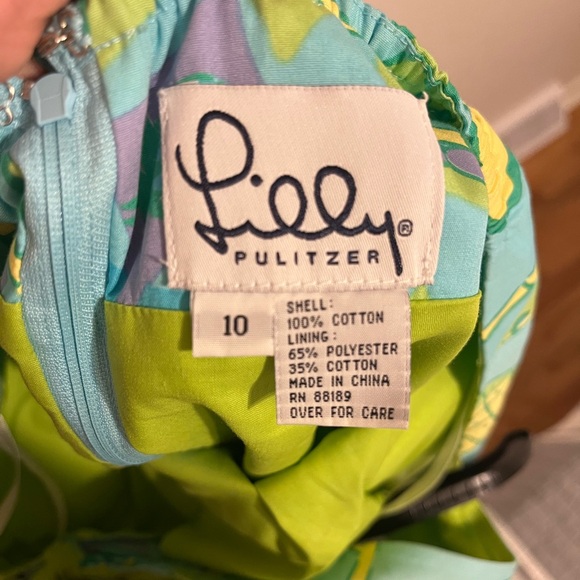 Lilly®
PULITZER
10
SHELL:
100% COTTON
LINING:
65% POLYESTER
35% COTTON
MADE IN CHINA
RN 88189
OVER FOR CARE